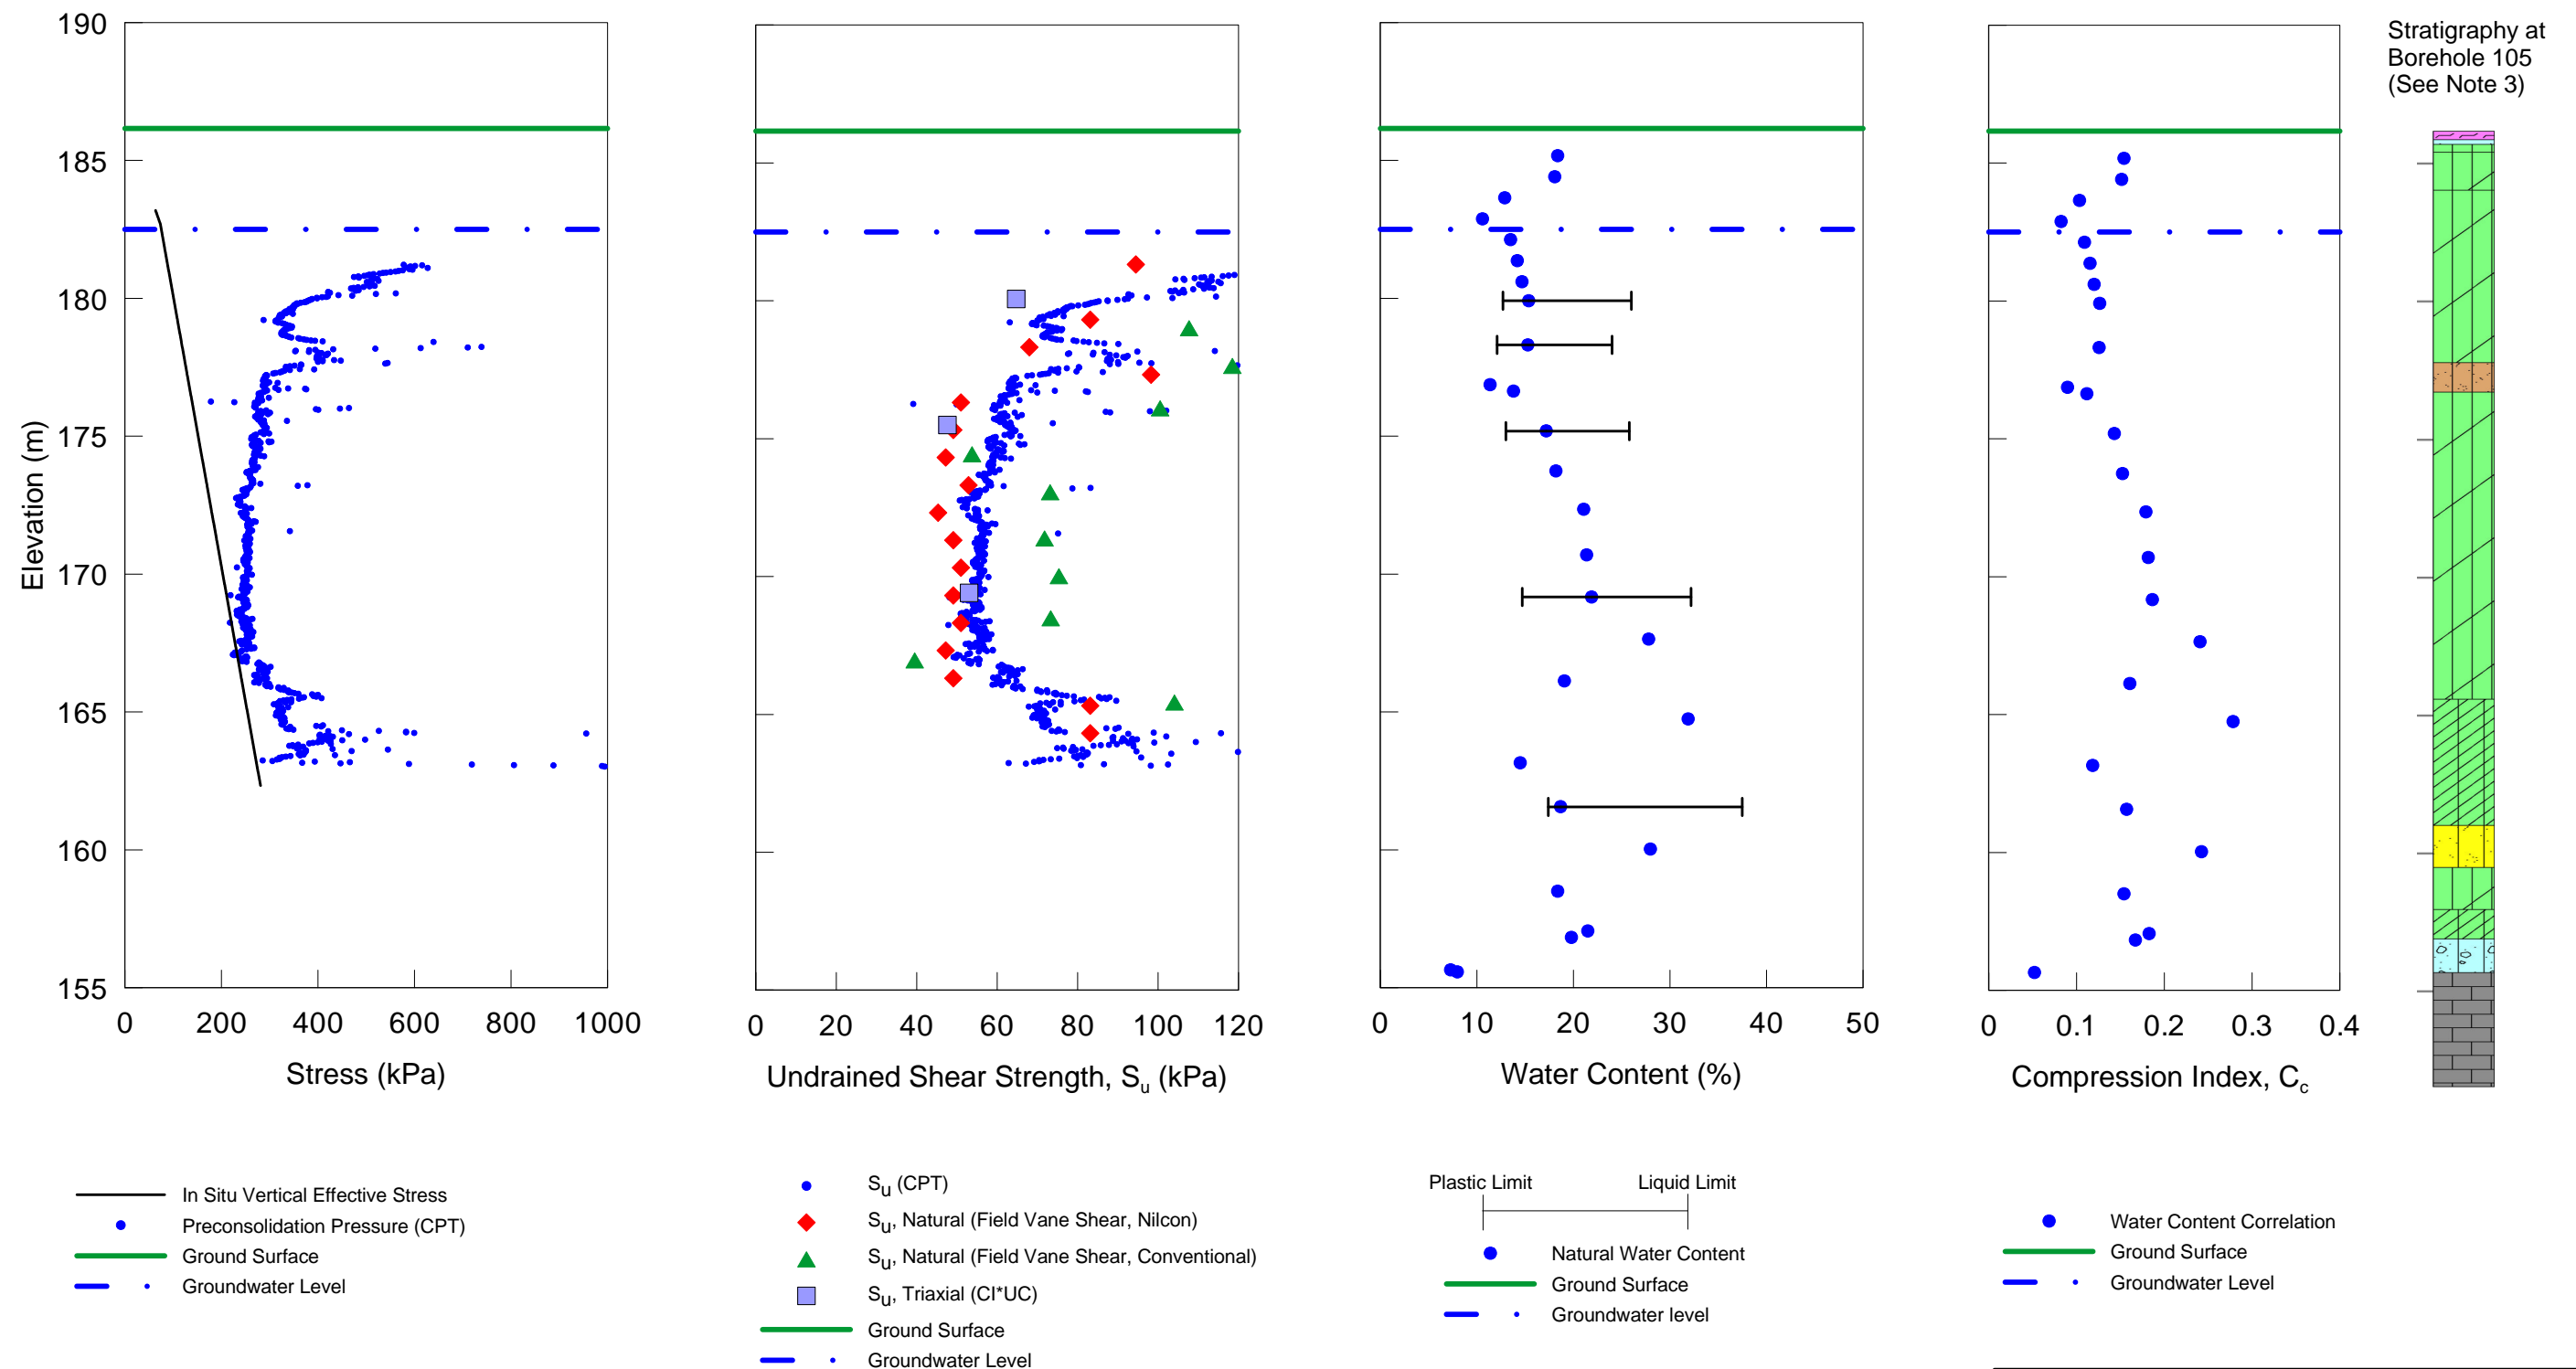 Stratigraphy at
Borehole 105
(See Note 3)
190
185
180
175
170
165
160
155
Elevation (m)
0 200 400 600 800 1000
Stress (kPa)
0 20 40 60 80 100 120
Undrained Shear Strength, Su (kPa)
0 10 20 30 40 50
Water Content (%)
0 0.1 0.2 0.3 0.4
Compression Index, Cc
In Situ Vertical Effective Stress
Preconsolidation Pressure (CPT)
Ground Surface
Groundwater Level
Su (CPT)
Su, Natural (Field Vane Shear, Nilcon)
Su, Natural (Field Vane Shear, Conventional)
Su, Triaxial (CI*UC)
Ground Surface
Groundwater Level
Plastic Limit Liquid Limit
Natural Water Content
Ground Surface
Groundwater level
Water Content Correlation
Ground Surface
Groundwater Level